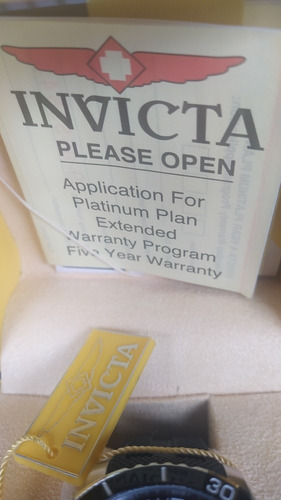 INVICTA
PLEASE OPEN
Application For
Platinum Plan
Extended
Warranty Program
Five Year Warranty
INVICTA
30